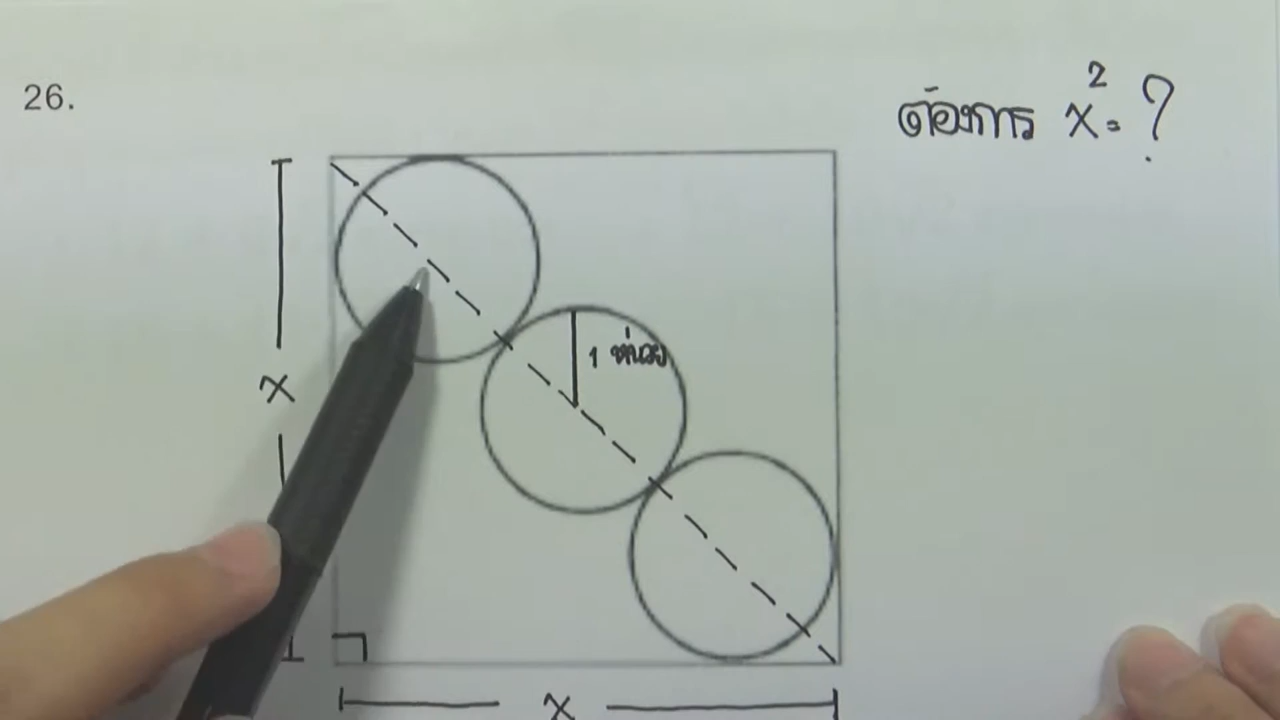 26.
ต้องการ x² = ?
1 หน่วย
x
x